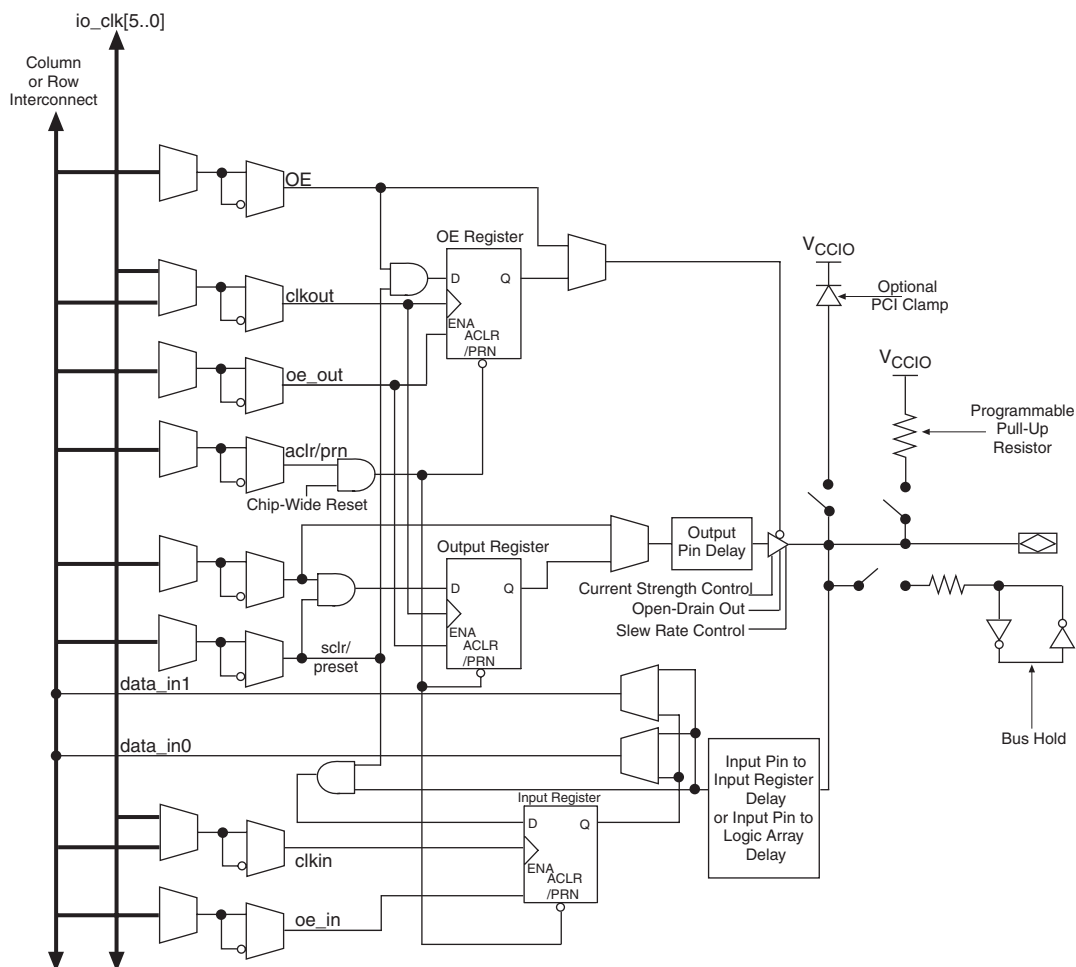 io_clk[5..0]
Column
or Row
Interconnect
OE
OE Register
D
Q
ENA
ACLR
/PRN
clkout
oe_out
aclr/prn
Chip-Wide Reset
VCCIO
Optional
PCI Clamp
VCCIO
Programmable
Pull-Up
Resistor
Output Register
D
Q
ENA
ACLR
/PRN
Output
Pin Delay
Current Strength Control
Open-Drain Out
Slew Rate Control
sclr/
preset
data_in1
data_in0
Bus Hold
Input Pin to
Input Register
Delay
or Input Pin to
Logic Array
Delay
Input Register
D
Q
ENA
ACLR
/PRN
clkin
oe_in